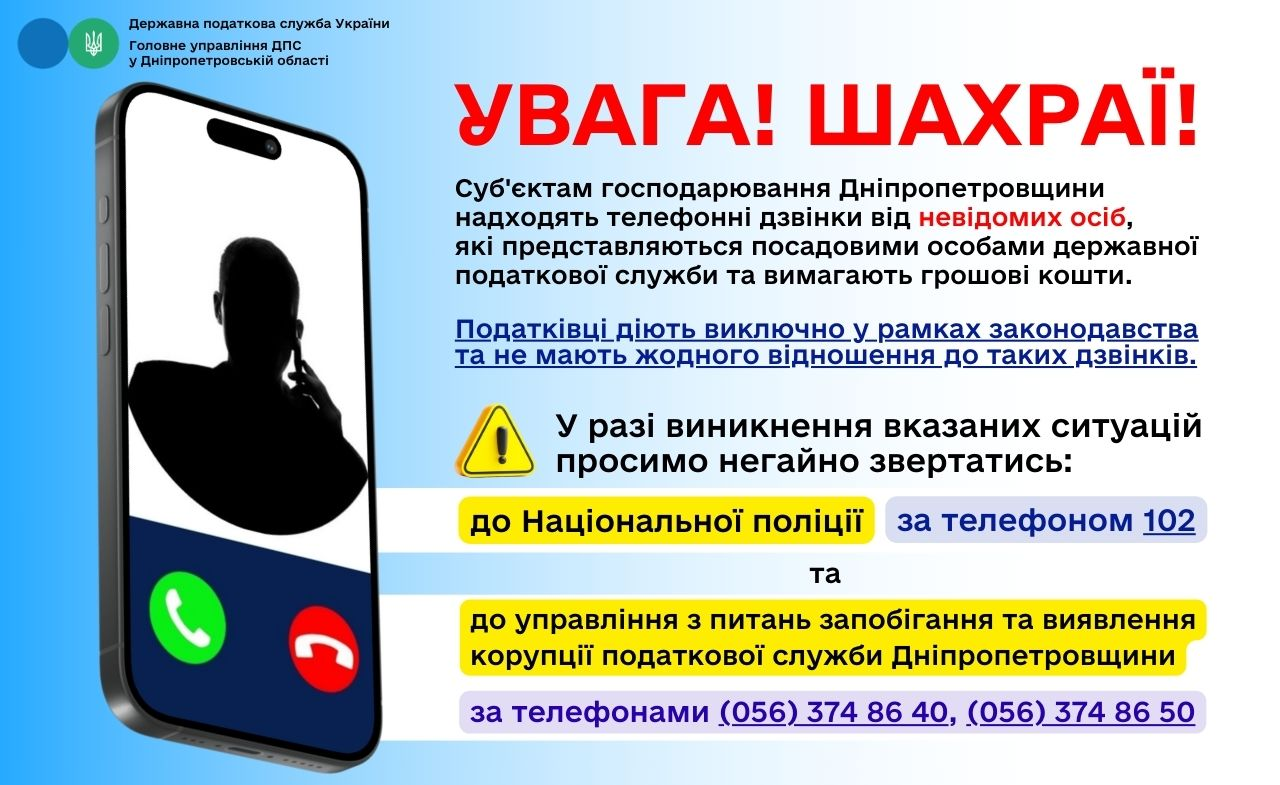 Державна податкова служба України
Головне управління ДПС
у Дніпропетровській області
УВАГА! ШАХРАЇ!
Суб'єктам господарювання Дніпропетровщини
надходять телефонні дзвінки від невідомих осіб,
які представляються посадовими особами державної
податкової служби та вимагають грошові кошти.
Податківці діють виключно у рамках законодавства
та не мають жодного відношення до таких дзвінків.
У разі виникнення вказаних ситуацій
просимо негайно звертатись:
до Національної поліції за телефоном 102
та
до управління з питань запобігання та виявлення
корупції податкової служби Дніпропетровщини
за телефонами (056) 374 86 40, (056) 374 86 50